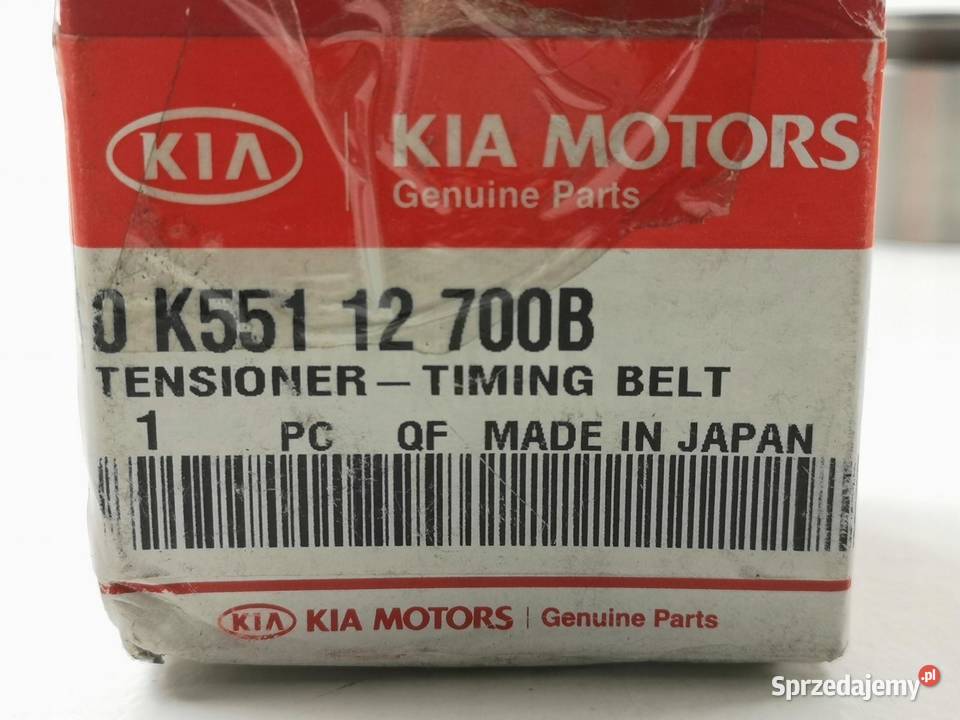 KIA KIA MOTORS
Genuine Parts
0 K551 12 700B
TENSIONER – TIMING BELT
1 PC QF MADE IN JAPAN
KIA KIA MOTORS Genuine Parts
Sprzedajemy.pl